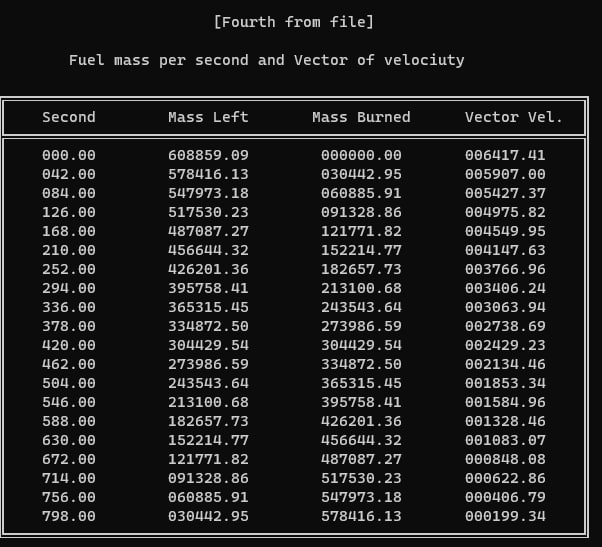 [Fourth from file]
Fuel mass per second and Vector of velociuty
Second Mass Left Mass Burned Vector Vel.
000.00 608859.09 000000.00 006417.41
042.00 578416.13 030442.95 005907.00
084.00 547973.18 060885.91 005427.37
126.00 517530.23 091328.86 004975.82
168.00 487087.27 121771.82 004549.95
210.00 456644.32 152214.77 004147.63
252.00 426201.36 182657.73 003766.96
294.00 395758.41 213100.68 003406.24
336.00 365315.45 243543.64 003063.94
378.00 334872.50 273986.59 002738.69
420.00 304429.54 304429.54 002429.23
462.00 273986.59 334872.50 002134.46
504.00 243543.64 365315.45 001853.34
546.00 213100.68 395758.41 001584.96
588.00 182657.73 426201.36 001328.46
630.00 152214.77 456644.32 001083.07
672.00 121771.82 487087.27 000848.08
714.00 091328.86 517530.23 000622.86
756.00 060885.91 547973.18 000406.79
798.00 030442.95 578416.13 000199.34